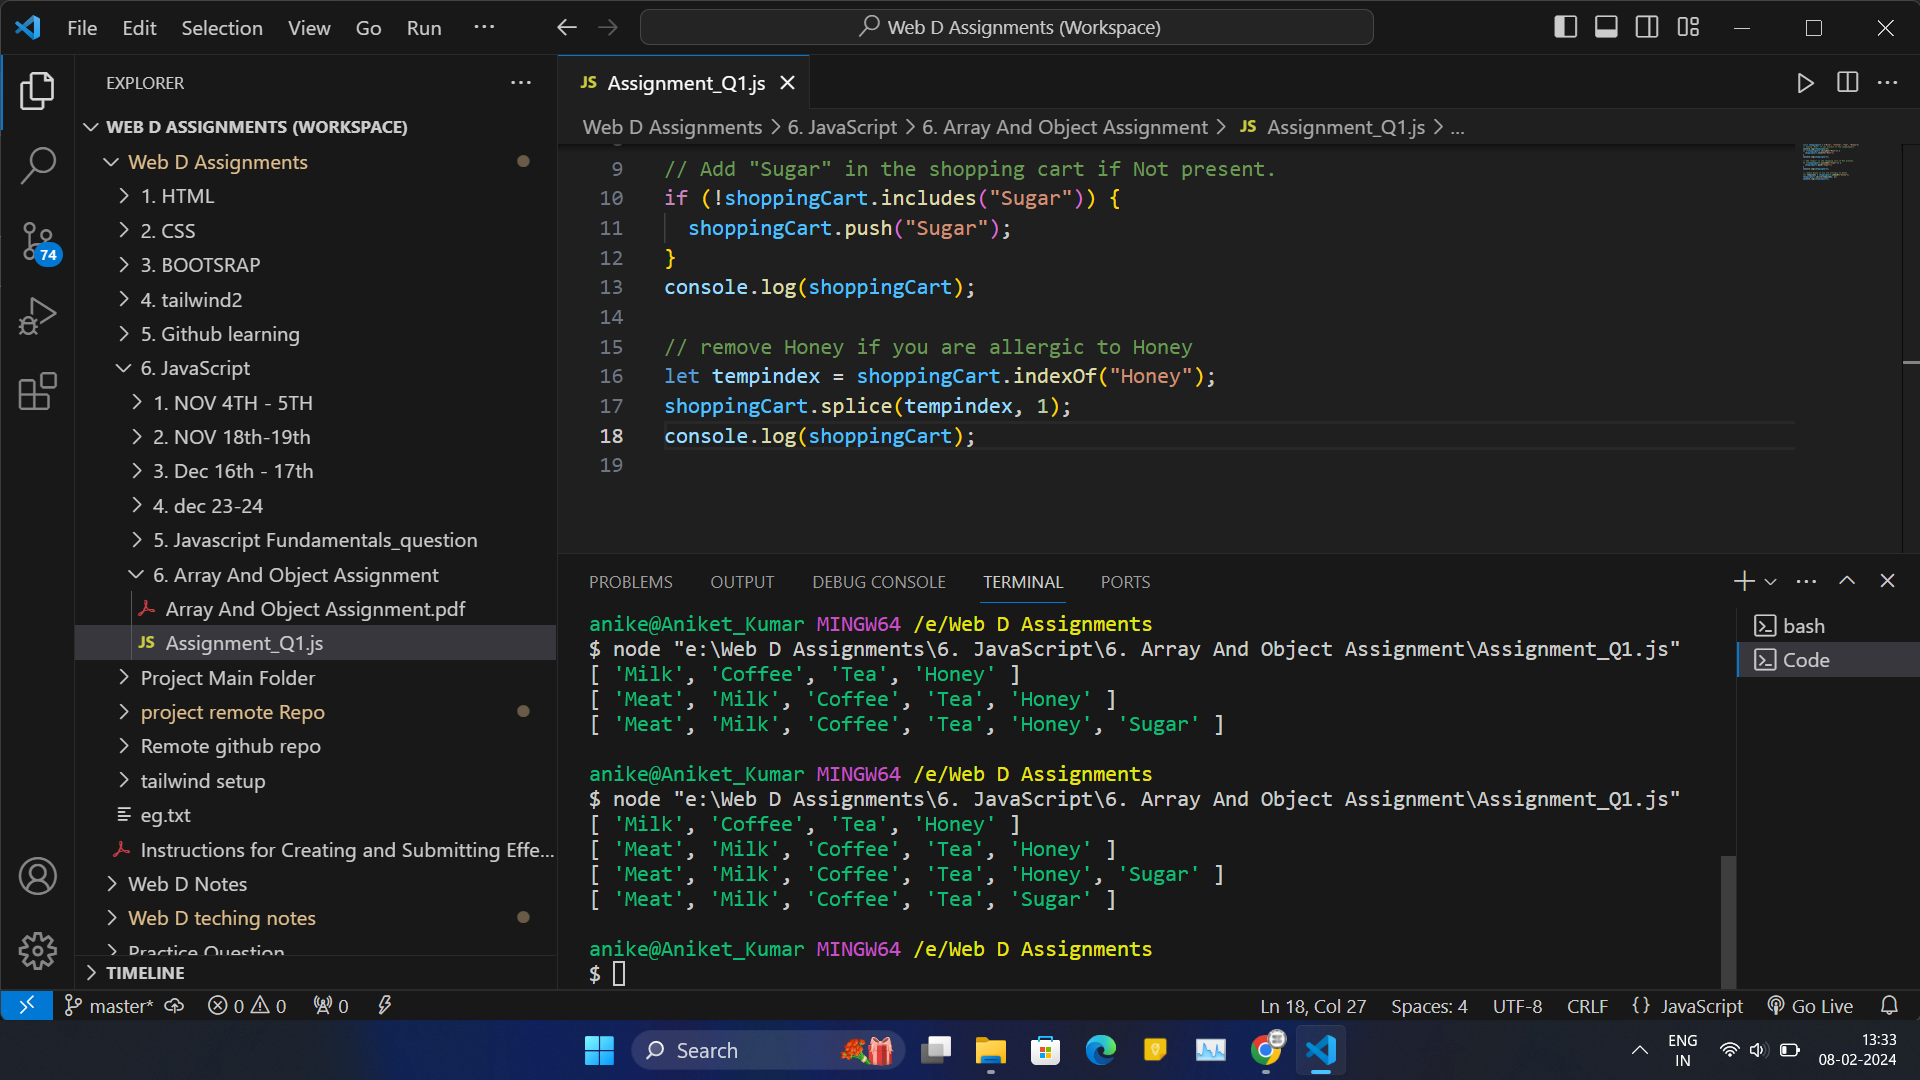 File Edit Selection View Go Run ...
Web D Assignments (Workspace)
EXPLORER
WEB D ASSIGNMENTS (WORKSPACE)
Web D Assignments
1. HTML
2. CSS
3. BOOTSRAP
4. tailwind2
5. Github learning
6. JavaScript
1. NOV 4TH - 5TH
2. NOV 18th-19th
3. Dec 16th - 17th
4. dec 23-24
5. Javascript Fundamentals_question
6. Array And Object Assignment
Array And Object Assignment.pdf
JS Assignment_Q1.js
Project Main Folder
project remote Repo
Remote github repo
tailwind setup
eg.txt
Instructions for Creating and Submitting Effe...
Web D Notes
Web D teching notes
Practice Question
TIMELINE
74
JS Assignment_Q1.js
Web D Assignments > 6. JavaScript > 6. Array And Object Assignment > JS Assignment_Q1.js > ...
9 // Add "Sugar" in the shopping cart if Not present.
10 if (!shoppingCart.includes("Sugar")) {
11 shoppingCart.push("Sugar");
12 }
13 console.log(shoppingCart);
14
15 // remove Honey if you are allergic to Honey
16 let tempindex = shoppingCart.indexOf("Honey");
17 shoppingCart.splice(tempindex, 1);
18 console.log(shoppingCart);
19
PROBLEMS OUTPUT DEBUG CONSOLE TERMINAL PORTS
anike@Aniket_Kumar MINGW64 /e/Web D Assignments
$ node "e:\Web D Assignments\6. JavaScript\6. Array And Object Assignment\Assignment_Q1.js"
[ 'Milk', 'Coffee', 'Tea', 'Honey' ]
[ 'Meat', 'Milk', 'Coffee', 'Tea', 'Honey' ]
[ 'Meat', 'Milk', 'Coffee', 'Tea', 'Honey', 'Sugar' ]
anike@Aniket_Kumar MINGW64 /e/Web D Assignments
$ node "e:\Web D Assignments\6. JavaScript\6. Array And Object Assignment\Assignment_Q1.js"
[ 'Milk', 'Coffee', 'Tea', 'Honey' ]
[ 'Meat', 'Milk', 'Coffee', 'Tea', 'Honey' ]
[ 'Meat', 'Milk', 'Coffee', 'Tea', 'Honey', 'Sugar' ]
[ 'Meat', 'Milk', 'Coffee', 'Tea', 'Sugar' ]
anike@Aniket_Kumar MINGW64 /e/Web D Assignments
$
bash
Code
master* 0 0 0 Ln 18, Col 27 Spaces: 4 UTF-8 CRLF {} JavaScript Go Live
Search
ENG
IN
13:33
08-02-2024